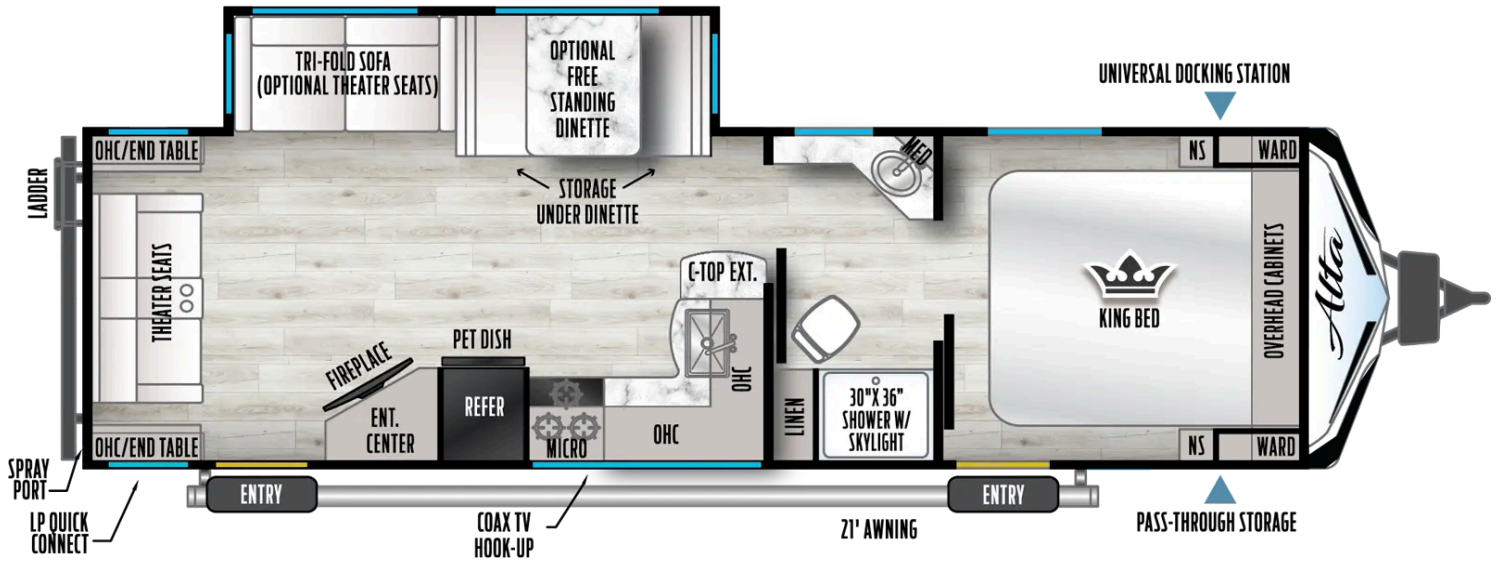 TRI-FOLD SOFA
(OPTIONAL THEATER SEATS)
OPTIONAL
FREE
STANDING
DINETTE
UNIVERSAL DOCKING STATION
OHC/END TABLE
MED
NS
WARD
LADDER
STORAGE
UNDER DINETTE
THEATER SEATS
C-TOP EXT.
KING BED
OVERHEAD CABINETS
Alta
PET DISH
FIREPLACE
REFER
ENT.
CENTER
MICRO
OHC
OHC
LINEN
30"X 36"
SHOWER W/
SKYLIGHT
OHC/END TABLE
NS
WARD
SPRAY
PORT
ENTRY
ENTRY
LP QUICK
CONNECT
COAX TV
HOOK-UP
21' AWNING
PASS-THROUGH STORAGE